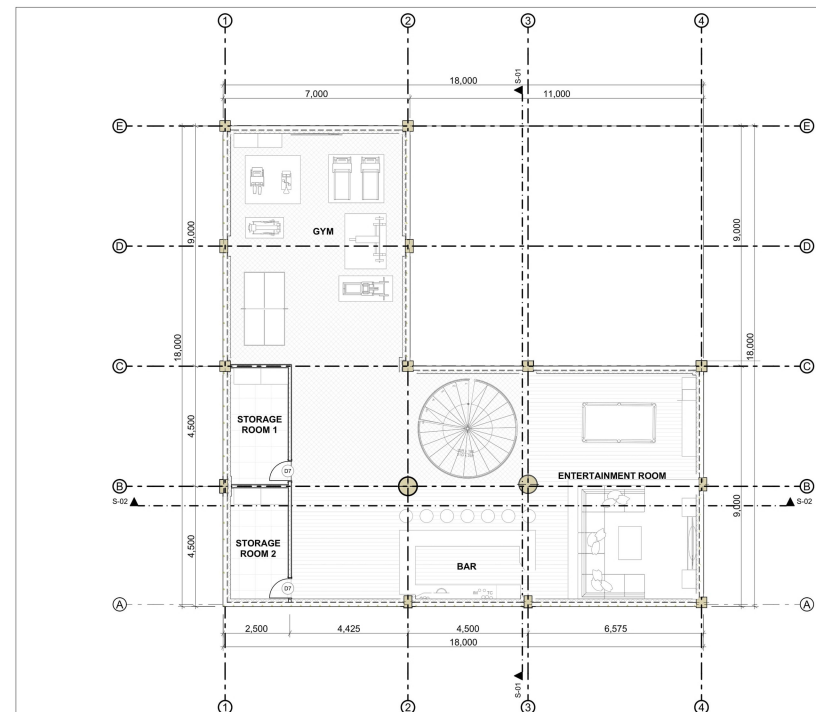 1 2 3 4
S-01
18,000
7,000 11,000
E E
9,000 9,000
GYM
D D
18,000 18,000
C C
4,500
STORAGE
ROOM 1
D7
ENTERTAINMENT ROOM
B B
S-02 S-02
9,000
4,500
STORAGE
ROOM 2
BAR
D7
A A
2,500 4,425 4,500 6,575
18,000
S-01
1 2 3 4